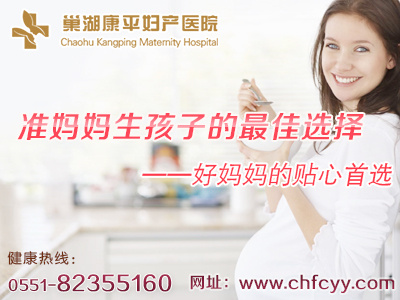 巢湖康平妇产医院
Chaohu Kangping Maternity Hospital
准妈妈生孩子的最佳选择
——好妈妈的贴心首选
健康热线:
0551-82355160 网址:www.chfcyy.com